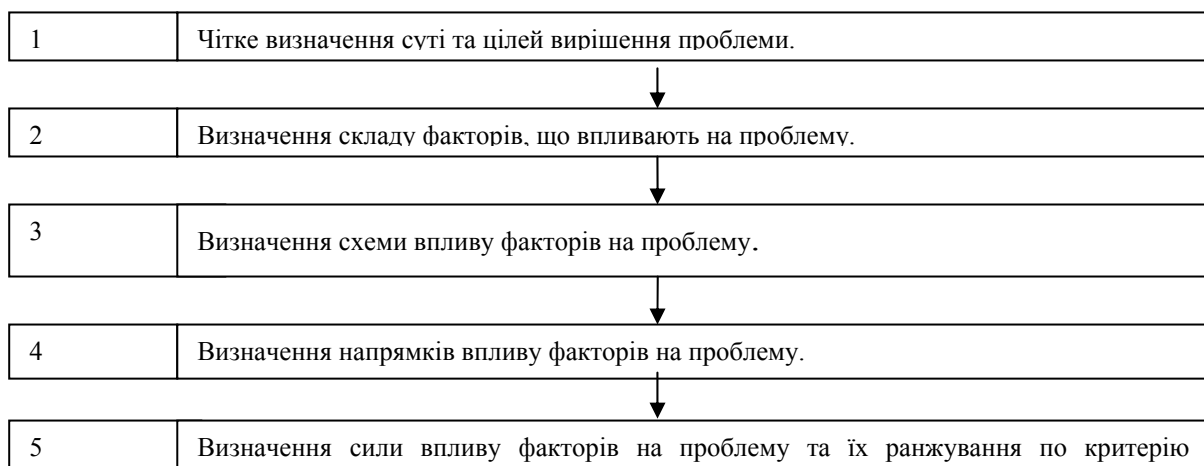 1 Чітке визначення суті та цілей вирішення проблеми.
2 Визначення складу факторів, що впливають на проблему.
3 Визначення схеми впливу факторів на проблему.
4 Визначення напрямків впливу факторів на проблему.
5 Визначення сили впливу факторів на проблему та їх ранжування по критерію